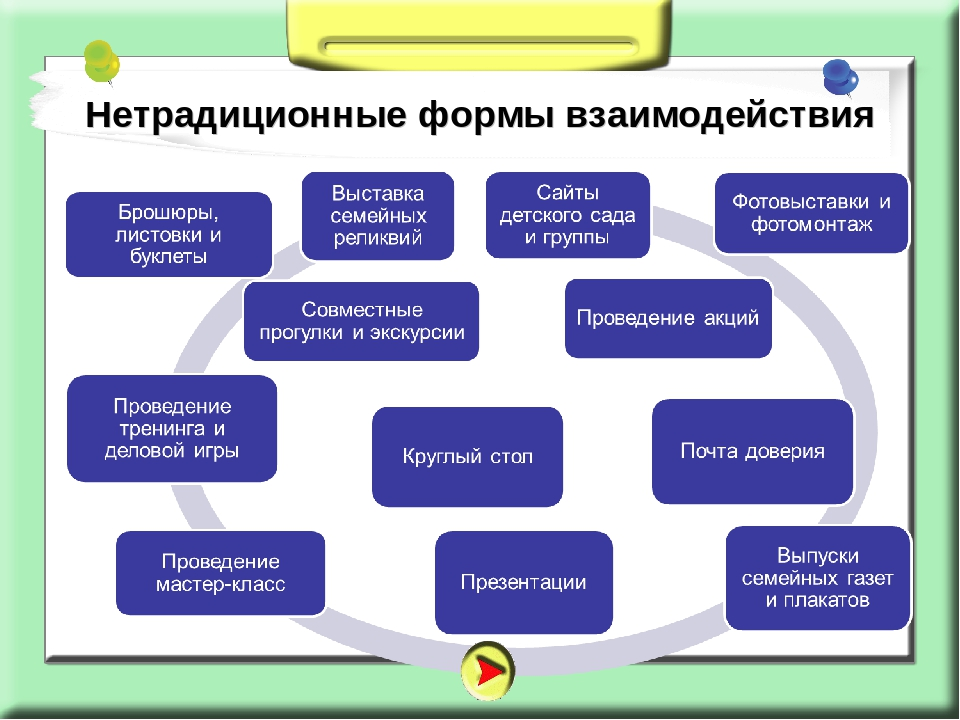 Нетрадиционные формы взаимодействия
Брошюры,
листовки и
буклеты
Выставка
семейных
реликвий
Сайты
детского сада
и группы
Фотовыставки и
фотомонтаж
Совместные
прогулки и экскурсии
Проведение акций
Проведение
тренинга и
деловой игры
Круглый стол
Почта доверия
Проведение
мастер-класс
Презентации
Выпуски
семейных газет
и плакатов